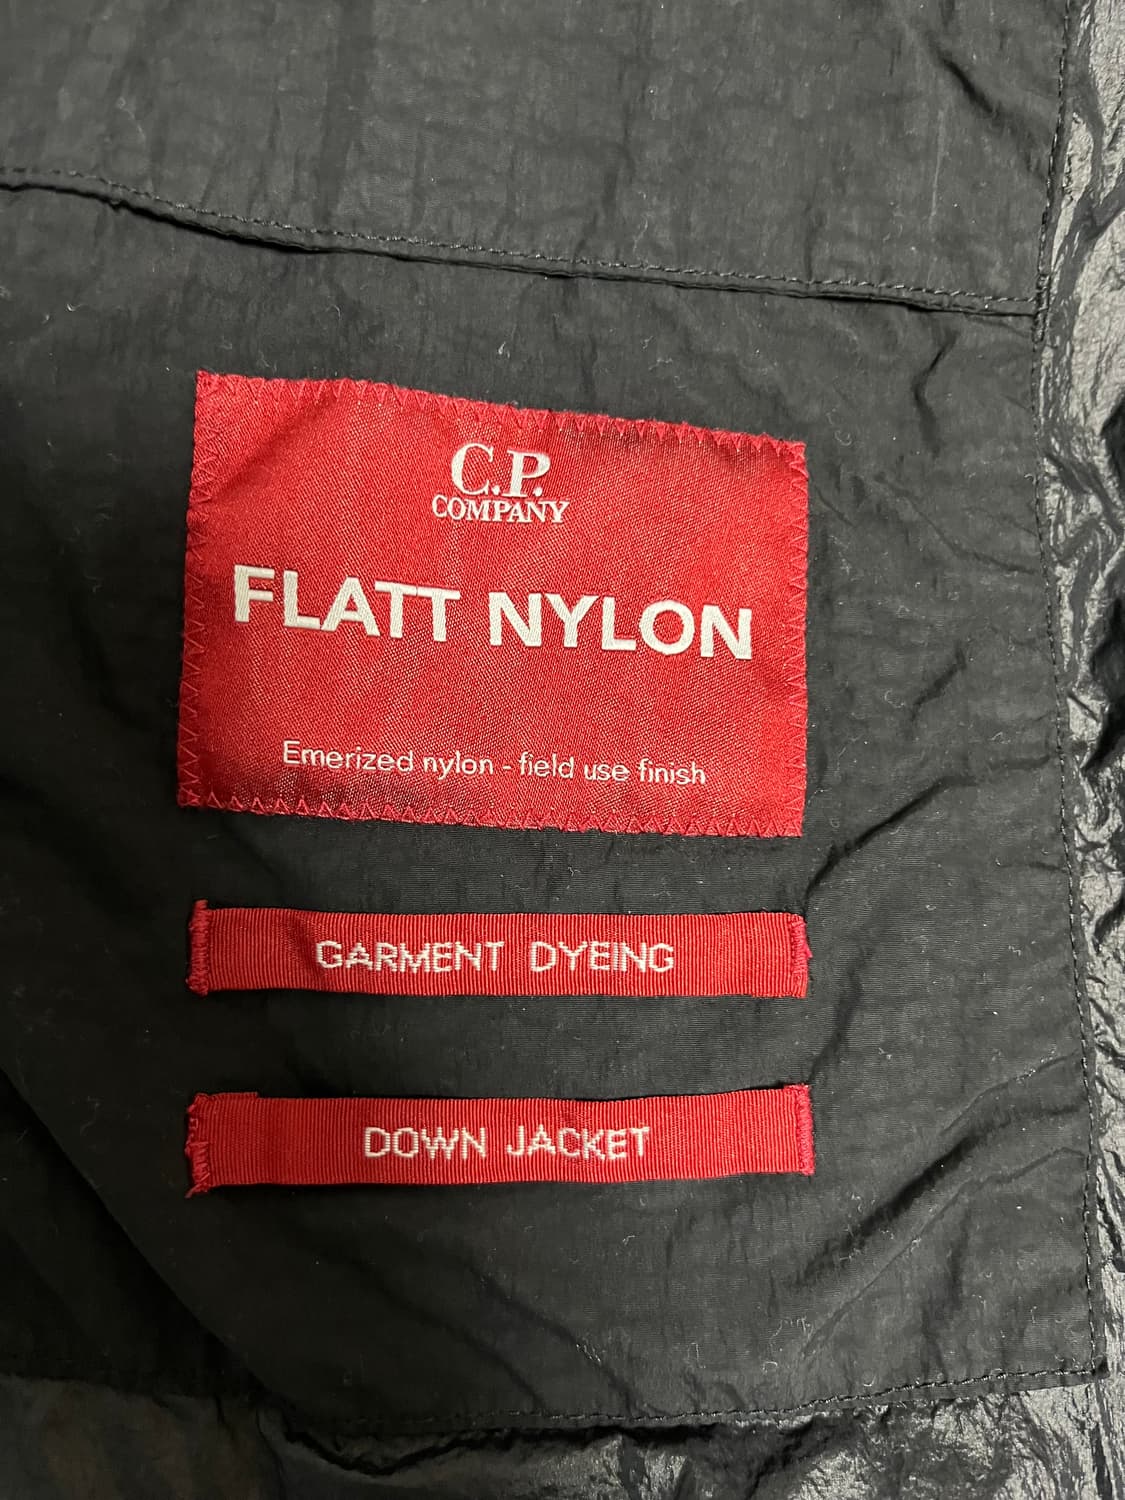 C.P.
COMPANY
FLATT NYLON
Emerized nylon - field use finish
GARMENT DYEING
DOWN JACKET